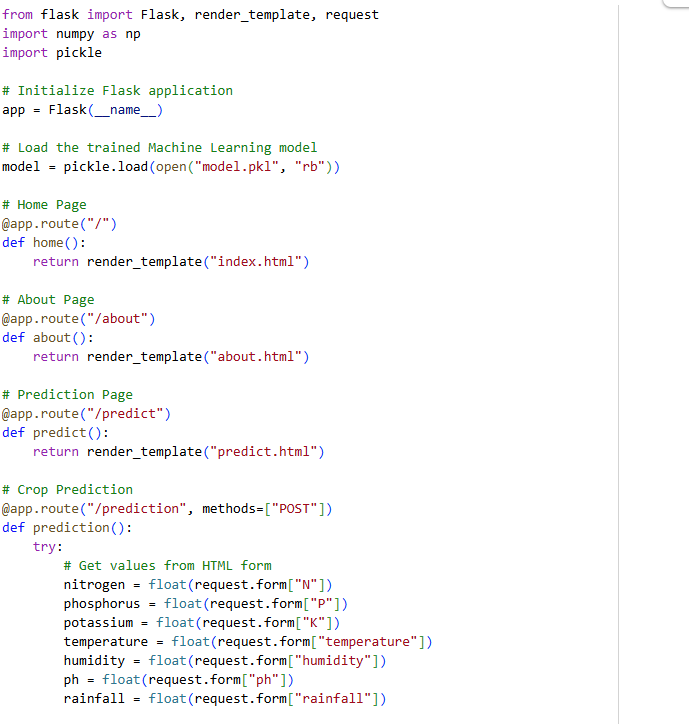 from flask import Flask, render_template, request
import numpy as np
import pickle

# Initialize Flask application
app = Flask(__name__)

# Load the trained Machine Learning model
model = pickle.load(open("model.pkl", "rb"))

# Home Page
@app.route("/")
def home():
    return render_template("index.html")

# About Page
@app.route("/about")
def about():
    return render_template("about.html")

# Prediction Page
@app.route("/predict")
def predict():
    return render_template("predict.html")

# Crop Prediction
@app.route("/prediction", methods=["POST"])
def prediction():
    try:
        # Get values from HTML form
        nitrogen = float(request.form["N"])
        phosphorus = float(request.form["P"])
        potassium = float(request.form["K"])
        temperature = float(request.form["temperature"])
        humidity = float(request.form["humidity"])
        ph = float(request.form["ph"])
        rainfall = float(request.form["rainfall"])